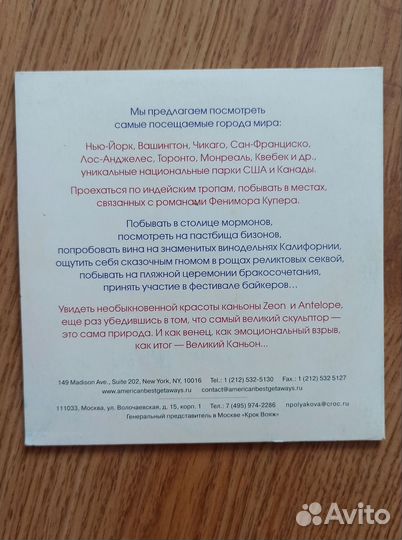 Мы предлагаем посмотреть
самые посещаемые города мира:
Нью-Йорк, Вашингтон, Чикаго, Сан-Франциско,
Лос-Анджелес, Торонто, Монреаль, Квебек и др.,
уникальные национальные парки США и Канады.
Проехаться по индейским тропам, побывать в местах,
связанных с романами Фенимора Купера.
Побывать в столице мормонов,
посмотреть на пастбища бизонов,
попробовать вина на знаменитых винодельнях Калифорнии,
ощутить себя сказочным гномом в рощах реликтовых секвой,
побывать на пляжной церемонии бракосочетания,
принять участие в фестивале байкеров...
Увидеть необыкновенной красоты каньоны Zeon и Antelope,
еще раз убедившись в том, что самый великий скульптор —
это сама природа. И как венец, как эмоциональный взрыв,
как итог — Великий Каньон...
149 Madison Ave., Suite 202, New York, NY, 10016 Tel.: 1 (212) 532-5130 Fax.: 1 (212) 532 5127
www.americanbestgetaways.ru contact@americanbestgetaways.ru
111033, Москва, ул. Волочаевская, д. 15, корп. 1 Тел.: 7 (495) 974-2286 npolyakova@croc.ru
Генеральный представитель в Москве «Крок Вояж»
Avito